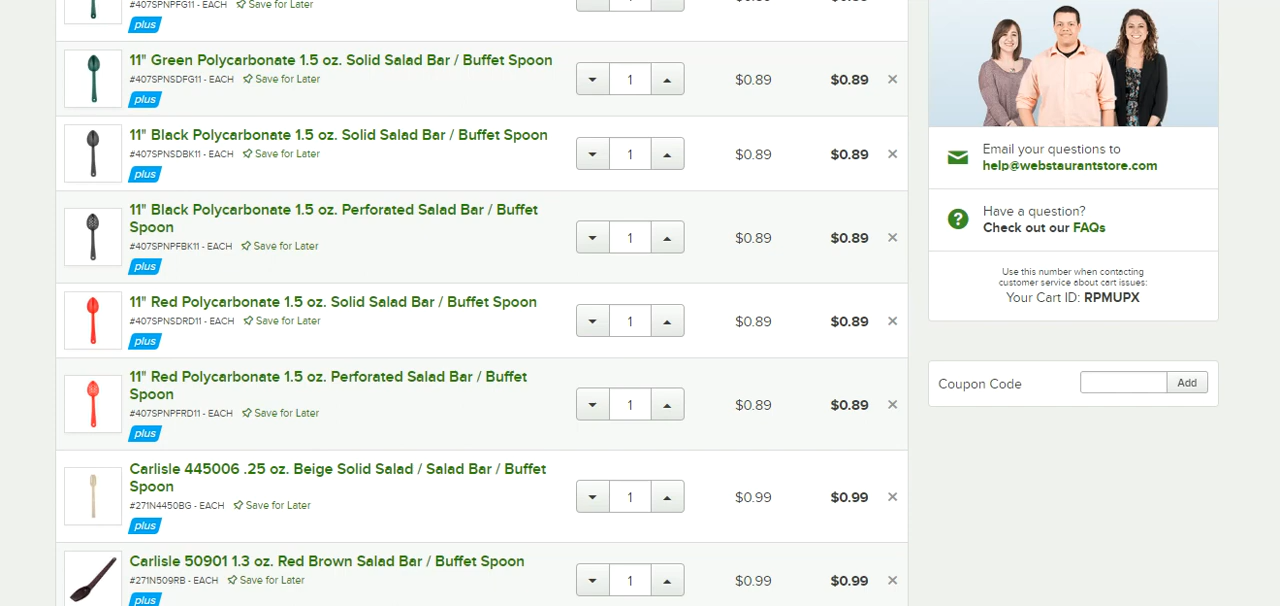 #407SPNPFG11 - EACH Save for Later
plus
11" Green Polycarbonate 1.5 oz. Solid Salad Bar / Buffet Spoon
#407SPNSDFG11 - EACH Save for Later
1 $0.89 $0.89
plus
11" Black Polycarbonate 1.5 oz. Solid Salad Bar / Buffet Spoon
#407SPNSDBK11 - EACH Save for Later
1 $0.89 $0.89
plus
11" Black Polycarbonate 1.5 oz. Perforated Salad Bar / Buffet
Spoon
#407SPNPFBK11 - EACH Save for Later
1 $0.89 $0.89
plus
11" Red Polycarbonate 1.5 oz. Solid Salad Bar / Buffet Spoon
#407SPNSDRD11 - EACH Save for Later
1 $0.89 $0.89
plus
11" Red Polycarbonate 1.5 oz. Perforated Salad Bar / Buffet
Spoon
#407SPNPFRD11 - EACH Save for Later
1 $0.89 $0.89
plus
Carlisle 445006 .25 oz. Beige Solid Salad / Salad Bar / Buffet
Spoon
#271N4450BG - EACH Save for Later
1 $0.99 $0.99
plus
Carlisle 50901 1.3 oz. Red Brown Salad Bar / Buffet Spoon
#271N509RB - EACH Save for Later
1 $0.99 $0.99
plus
Email your questions to
help@webstaurantstore.com
Have a question?
Check out our FAQs
Use this number when contacting
customer service about cart issues:
Your Cart ID: RPMUPX
Coupon Code Add